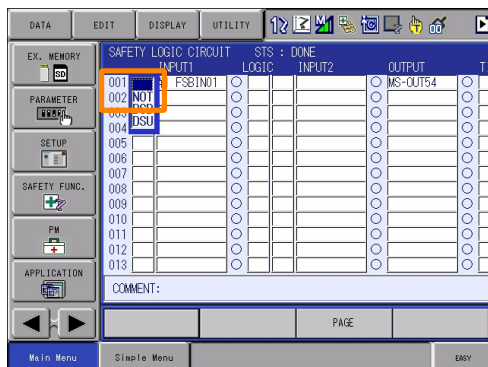 DATA EDIT DISPLAY UTILITY
EX. MEMORY
SD
PARAMETER
SETUP
SAFETY FUNC.
PM
APPLICATION
SAFETY LOGIC CIRCUIT STS : DONE
INPUT1 LOGIC INPUT2 OUTPUT T
001 FSBIN01 MS-OUT54
002 NOT
003
004 DSU
005
006
007
008
009
010
011
012
013
COMMENT:
PAGE
Main Menu Simple Menu EASY